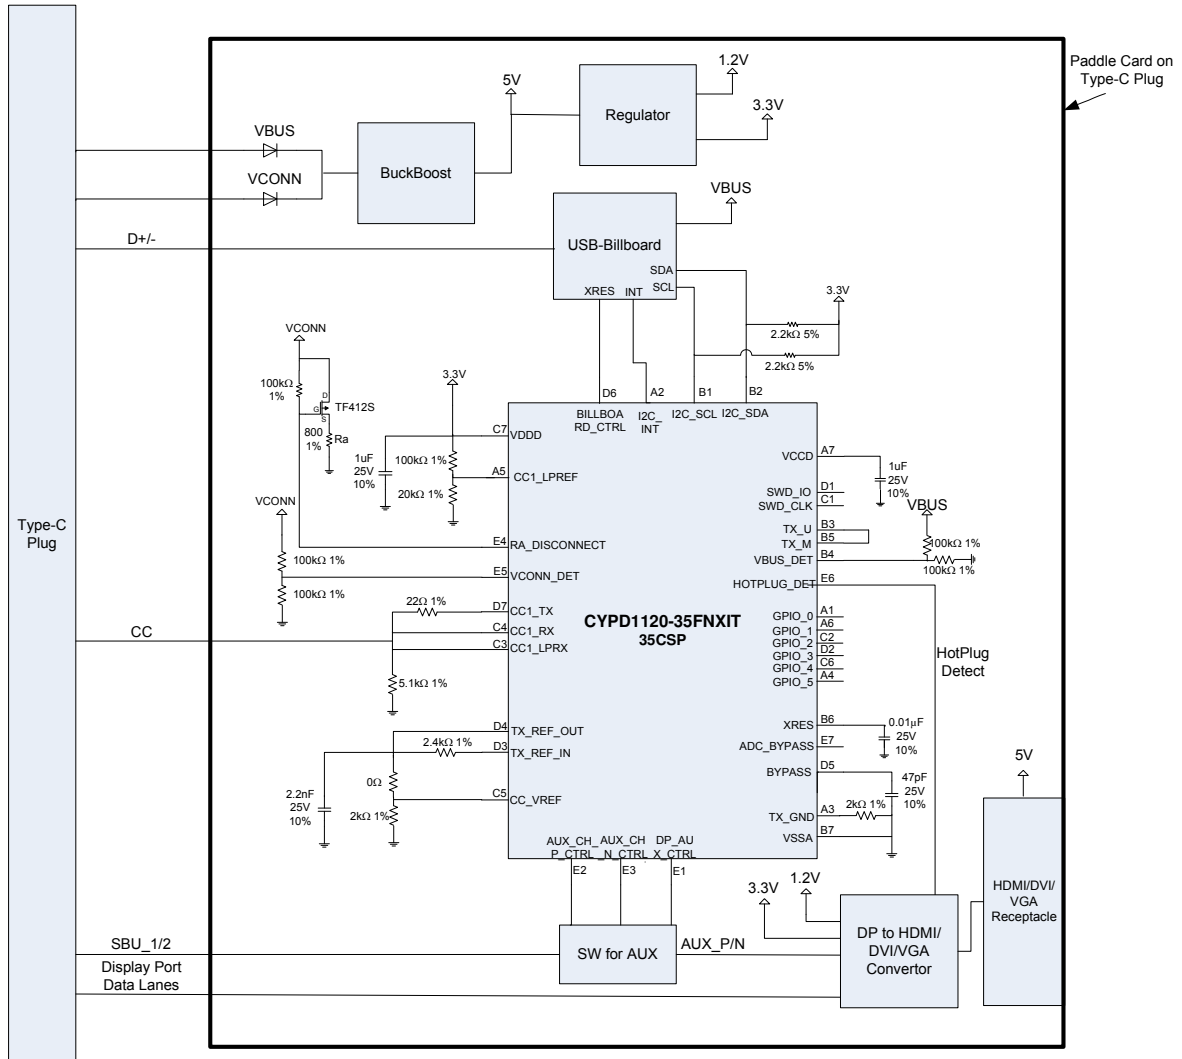 Paddle Card on
Type-C Plug
1.2V
5V
3.3V
Regulator
VBUS
VCONN
BuckBoost
VBUS
D+/-
USB-Billboard
SDA
SCL
XRES
INT
3.3V
2.2kΩ 5%
2.2kΩ 5%
VCONN
100kΩ
1%
D
G
S
TF412S
800
1%
Ra
3.3V
D6
A2
B1
B2
BILLBOA
RD_CTRL
I2C_
INT
I2C_SCL
I2C_SDA
C7
VDDD
1uF
25V
10%
100kΩ 1%
A5
CC1_LPREF
20kΩ 1%
A7
VCCD
1uF
25V
10%
D1
SWD_IO
C1
SWD_CLK
VBUS
B3
TX_U
B5
TX_M
B4
VBUS_DET
100kΩ 1%
100kΩ 1%
E6
HOTPLUG_DET
VCONN
Type-C
Plug
E4
RA_DISCONNECT
100kΩ 1%
E5
VCONN_DET
100kΩ 1%
22Ω 1%
D7
CC1_TX
C4
CC1_RX
C3
CC1_LPRX
CC
5.1kΩ 1%
CYPD1120-35FNXIT
35CSP
A1
GPIO_0
A6
GPIO_1
C2
GPIO_2
D2
GPIO_3
C6
GPIO_4
A4
GPIO_5
HotPlug
Detect
D4
TX_REF_OUT
2.4kΩ 1%
D3
TX_REF_IN
0Ω
2.2nF
25V
10%
C5
CC_VREF
2kΩ 1%
B6
XRES
0.01µF
25V
10%
E7
ADC_BYPASS
D5
BYPASS
47pF
25V
10%
2kΩ 1%
A3
TX_GND
B7
VSSA
5V
AUX_CH_
P_CTRL
AUX_CH
_N_CTRL
DP_AU
X_CTRL
E2
E3
E1
3.3V
1.2V
HDMI/DVI/
VGA
Receptacle
SBU_1/2
SW for AUX
AUX_P/N
DP to HDMI/
DVI/VGA
Convertor
Display Port
Data Lanes